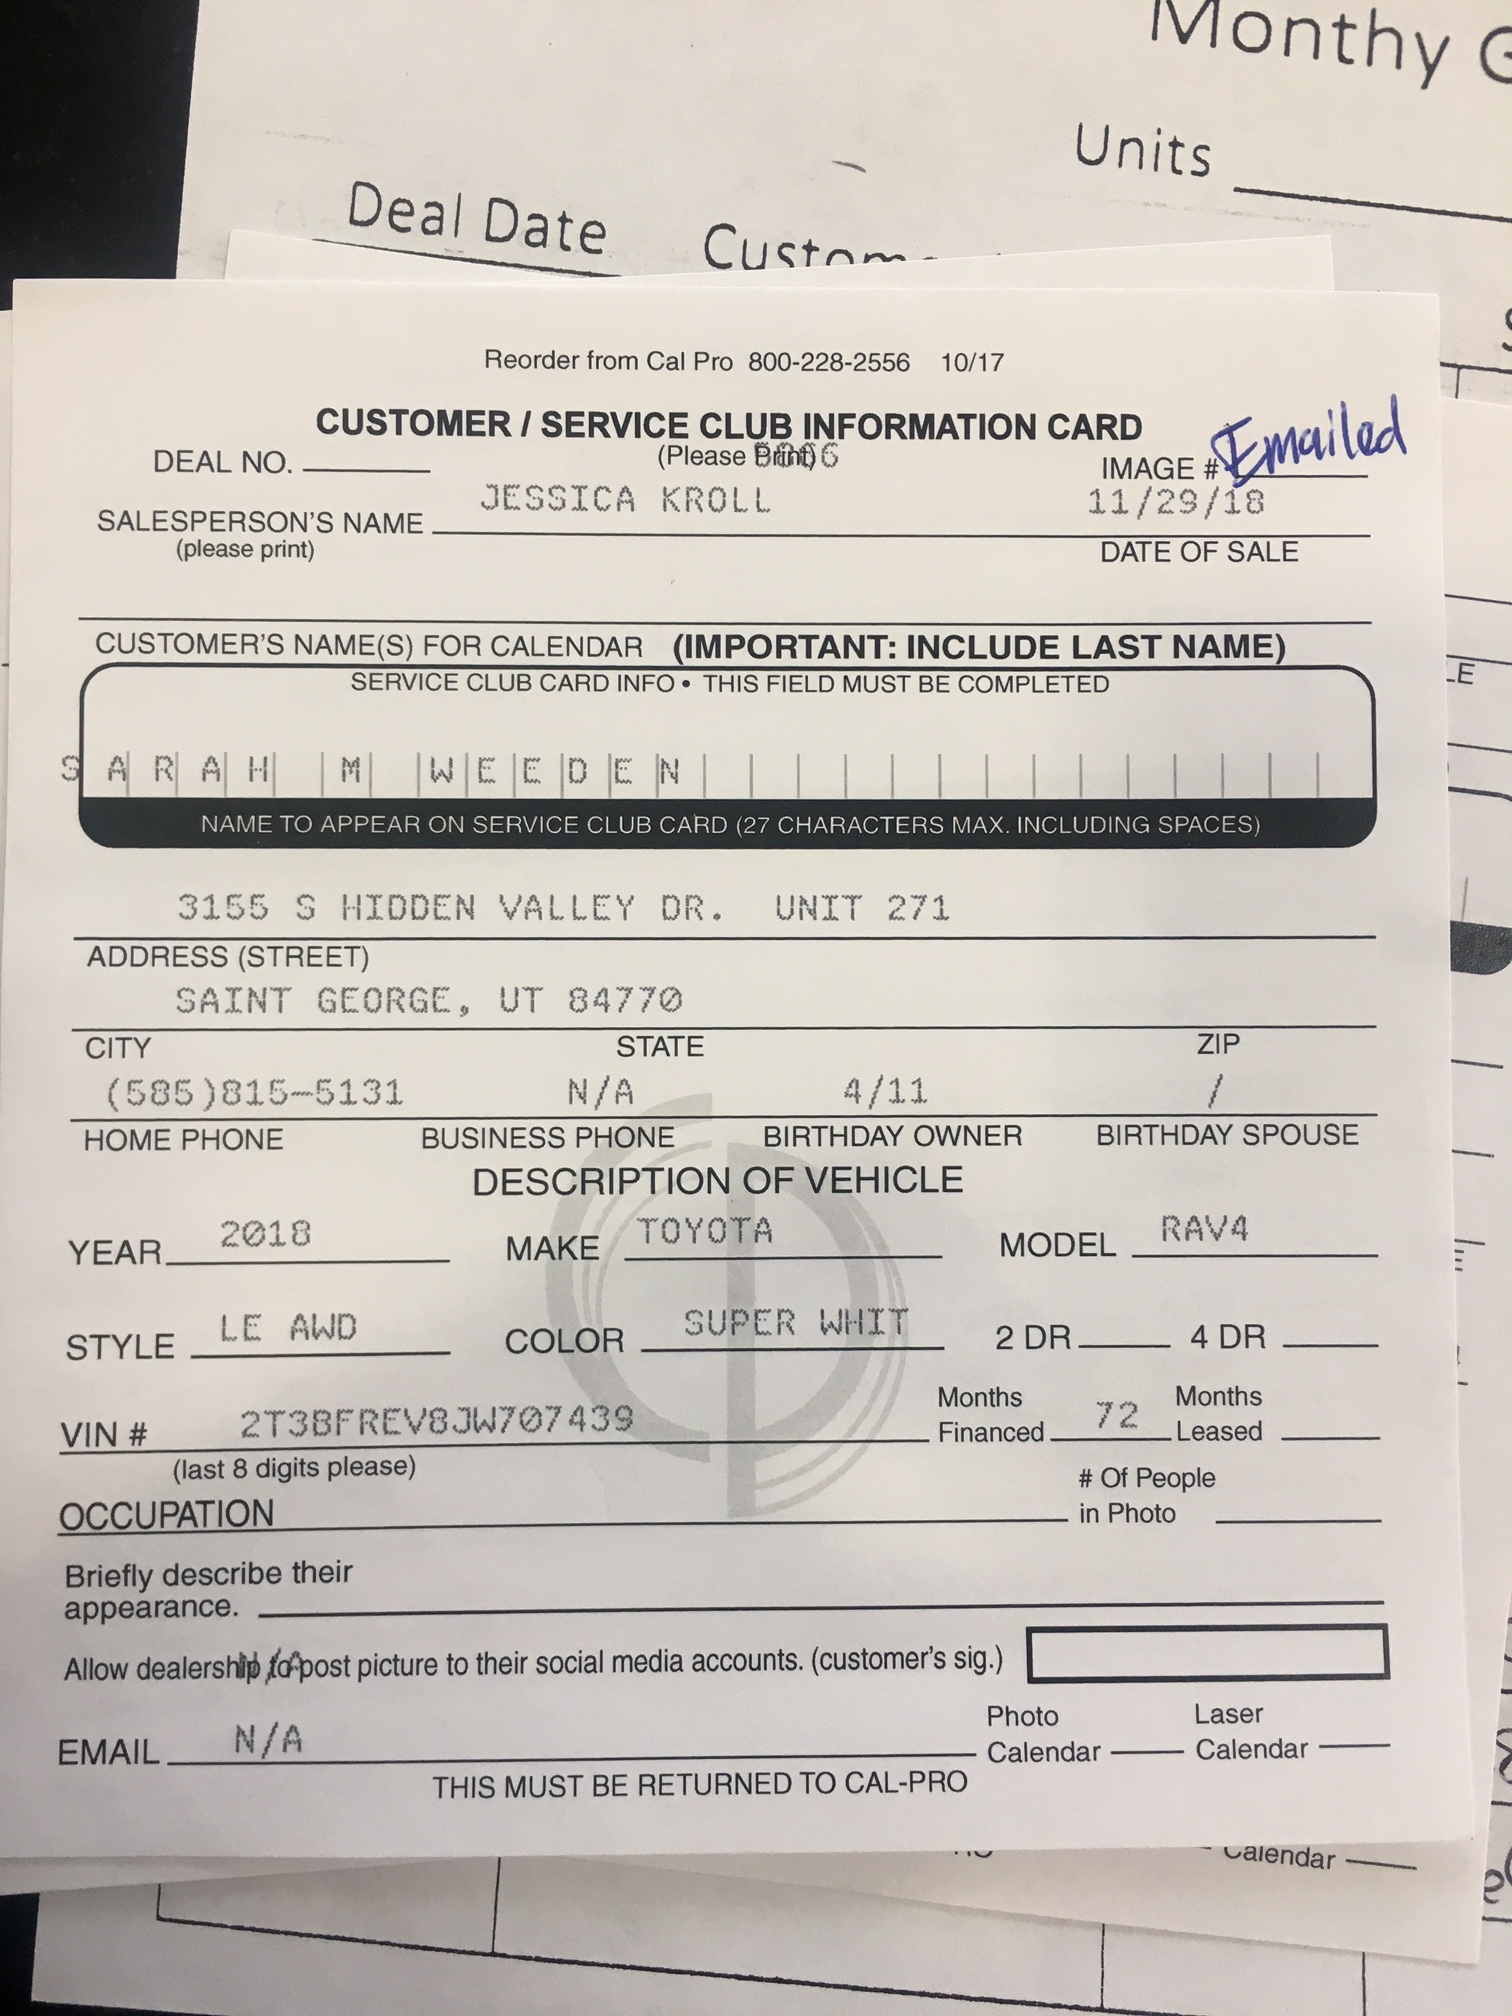 Monthy G
Units
Deal Date Custom
Reorder from Cal Pro 800-228-2556 10/17
CUSTOMER / SERVICE CLUB INFORMATION CARD
(Please Print)
DEAL NO. IMAGE # Emailed
SALESPERSON'S NAME JESSICA KROLL 11/29/18
(please print) DATE OF SALE
CUSTOMER'S NAME(S) FOR CALENDAR (IMPORTANT: INCLUDE LAST NAME)
SERVICE CLUB CARD INFO • THIS FIELD MUST BE COMPLETED
SARAH M WEEDEN
NAME TO APPEAR ON SERVICE CLUB CARD (27 CHARACTERS MAX. INCLUDING SPACES)
3155 S HIDDEN VALLEY DR. UNIT 271
ADDRESS (STREET)
SAINT GEORGE, UT 84770
CITY STATE ZIP
(585)815-5131 N/A 4/11 /
HOME PHONE BUSINESS PHONE BIRTHDAY OWNER BIRTHDAY SPOUSE
DESCRIPTION OF VEHICLE
YEAR 2018 MAKE TOYOTA MODEL RAV4
STYLE LE AWD COLOR SUPER WHIT 2 DR 4 DR
VIN # 2T3BFREV8JW707439 Months Financed 72 Months Leased
(last 8 digits please)
OCCUPATION # Of People in Photo
Briefly describe their
appearance.
Allow dealership to post picture to their social media accounts. (customer's sig.)
N/A
EMAIL N/A Photo Calendar Laser Calendar
THIS MUST BE RETURNED TO CAL-PRO
Calendar